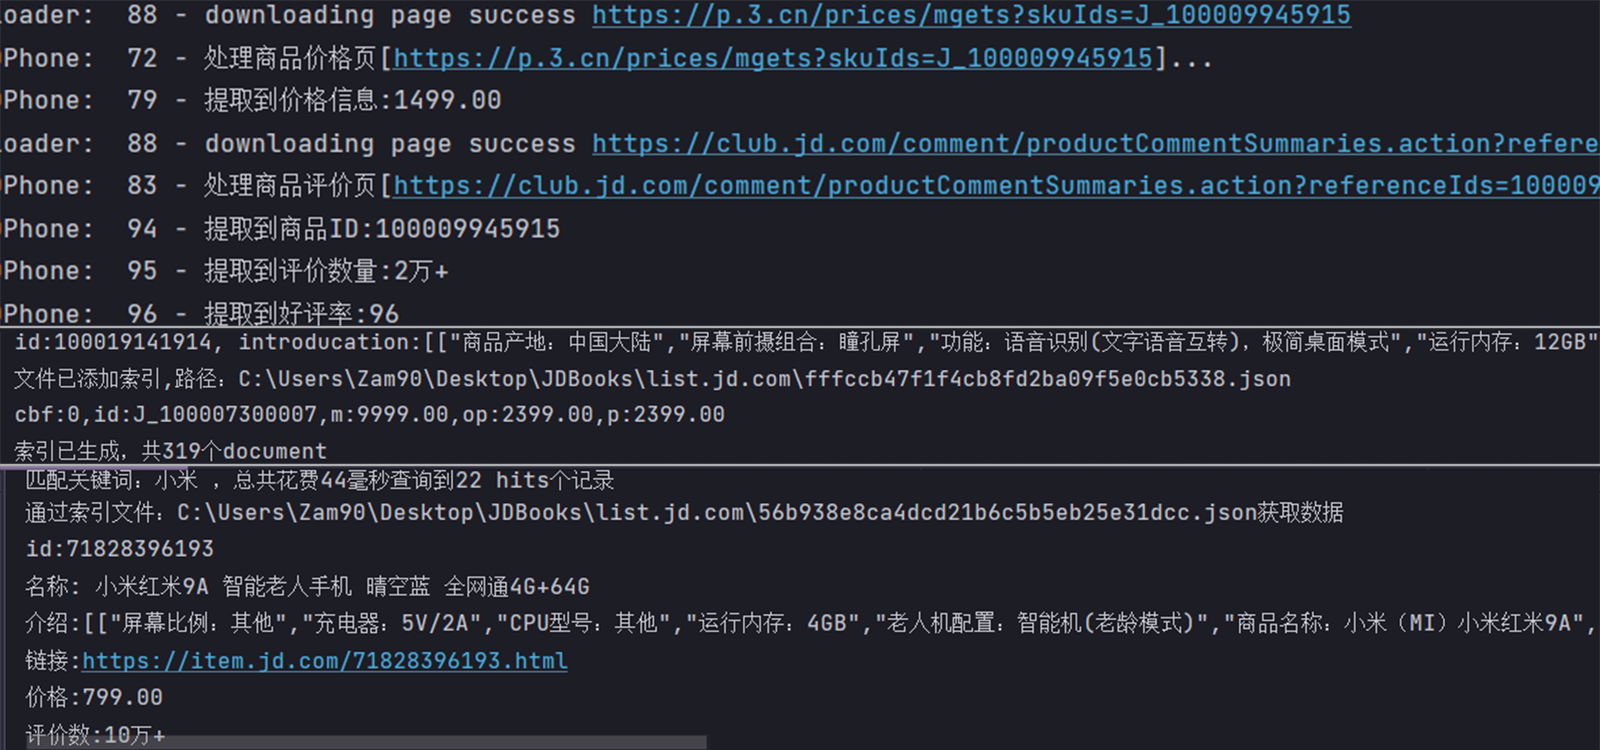 oader:  88 - downloading page success https://p.3.cn/prices/mgets?skuIds=J_100009945915
Phone:  72 - 处理商品价格页[https://p.3.cn/prices/mgets?skuIds=J_100009945915]...
Phone:  79 - 提取到价格信息:1499.00
oader:  88 - downloading page success https://club.jd.com/comment/productCommentSummaries.action?refere
Phone:  83 - 处理商品评价页[https://club.jd.com/comment/productCommentSummaries.action?referenceIds=100009
Phone:  94 - 提取到商品ID:100009945915
Phone:  95 - 提取到评价数量:2万+
Phone:  96 - 提取到好评率:96
id:100019141914, introducation:[["商品产地：中国大陆","屏幕前摄组合：瞳孔屏","功能：语音识别(文字语音互转)，极简桌面模式","运行内存：12GB"
文件已添加索引,路径：C:\Users\Zam90\Desktop\JDBooks\list.jd.com\fffccb47f1f4cb8fd2ba09f5e0cb5338.json
cbf:0,id:J_100007300007,m:9999.00,op:2399.00,p:2399.00
索引已生成，共319个document
匹配关键词：小米 ，总共花费44毫秒查询到22 hits个记录
通过索引文件：C:\Users\Zam90\Desktop\JDBooks\list.jd.com\56b938e8ca4dcd21b6c5b5eb25e31dcc.json获取数据
id:71828396193
名称: 小米红米9A 智能老人手机 晴空蓝 全网通4G+64G
介绍:[["屏幕比例：其他","充电器：5V/2A","CPU型号：其他","运行内存：4GB","老人机配置：智能机(老龄模式)","商品名称：小米（MI）小米红米9A",
链接:https://item.jd.com/71828396193.html
价格:799.00
评价数:10万+